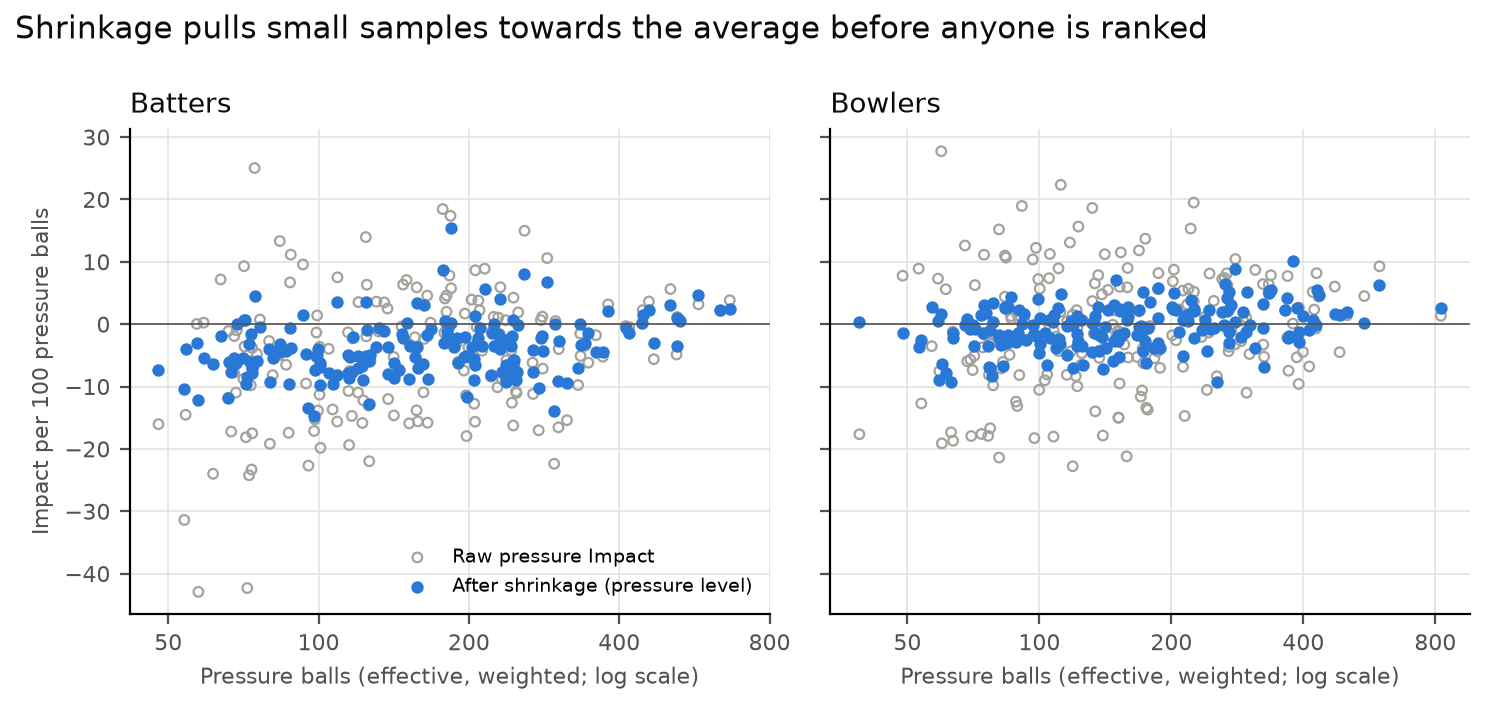 Shrinkage pulls small samples towards the average before anyone is ranked
Batters
Bowlers
30
20
10
0
−10
−20
−30
−40
Impact per 100 pressure balls
Raw pressure Impact
After shrinkage (pressure level)
50 100 200 400 800
50 100 200 400 800
Pressure balls (effective, weighted; log scale)
Pressure balls (effective, weighted; log scale)